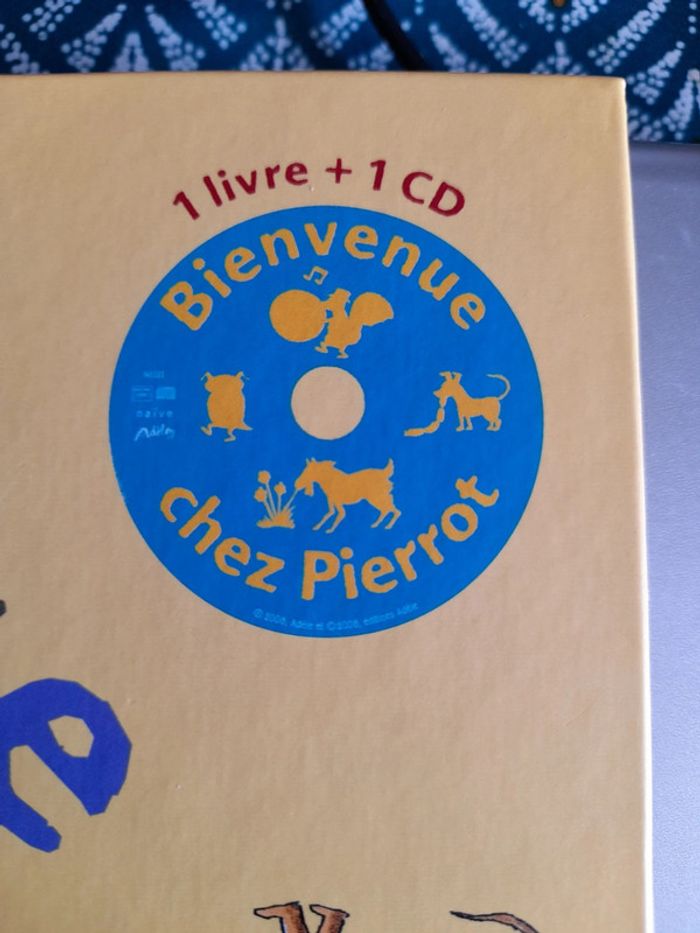 1 livre + 1 CD
Bienvenue
naïve
chez Pierrot